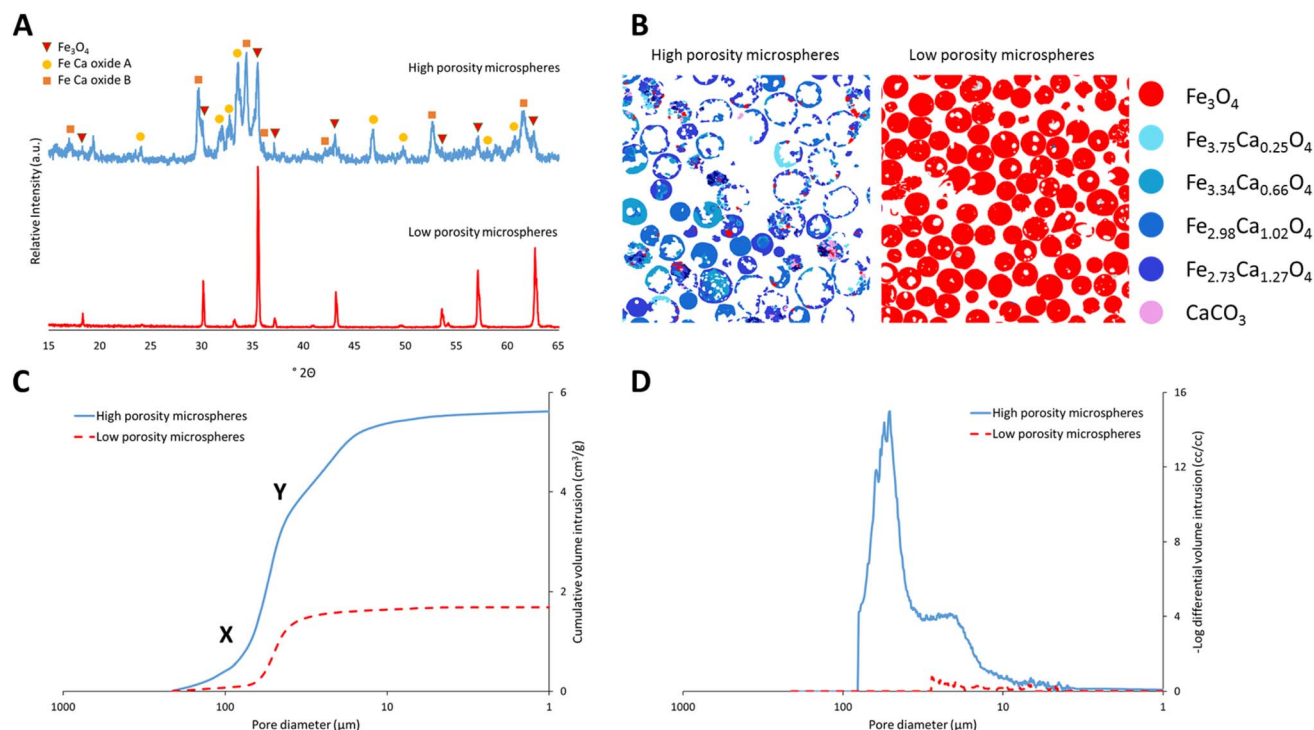 A
Fe₃O₄
Fe Ca oxide A
Fe Ca oxide B
High porosity microspheres
Low porosity microspheres
Relative Intensity (a.u.)
15 20 25 30 35 40 45 50 55 60 65
° 2Θ
B
High porosity microspheres
Low porosity microspheres
Fe₃O₄
Fe₃.₇₅Ca₀.₂₅O₄
Fe₃.₃₄Ca₀.₆₆O₄
Fe₂.₉₈Ca₁.₀₂O₄
Fe₂.₇₃Ca₁.₂₇O₄
CaCO₃
C
High porosity microspheres
Low porosity microspheres
X
Y
6
4
2
0
Cumulative volume intrusion (cm³/g)
1000 100 10 1
Pore diameter (μm)
D
High porosity microspheres
Low porosity microspheres
16
12
8
4
0
-Log differential volume intrusion (cc/cc)
1000 100 10 1
Pore diameter (μm)